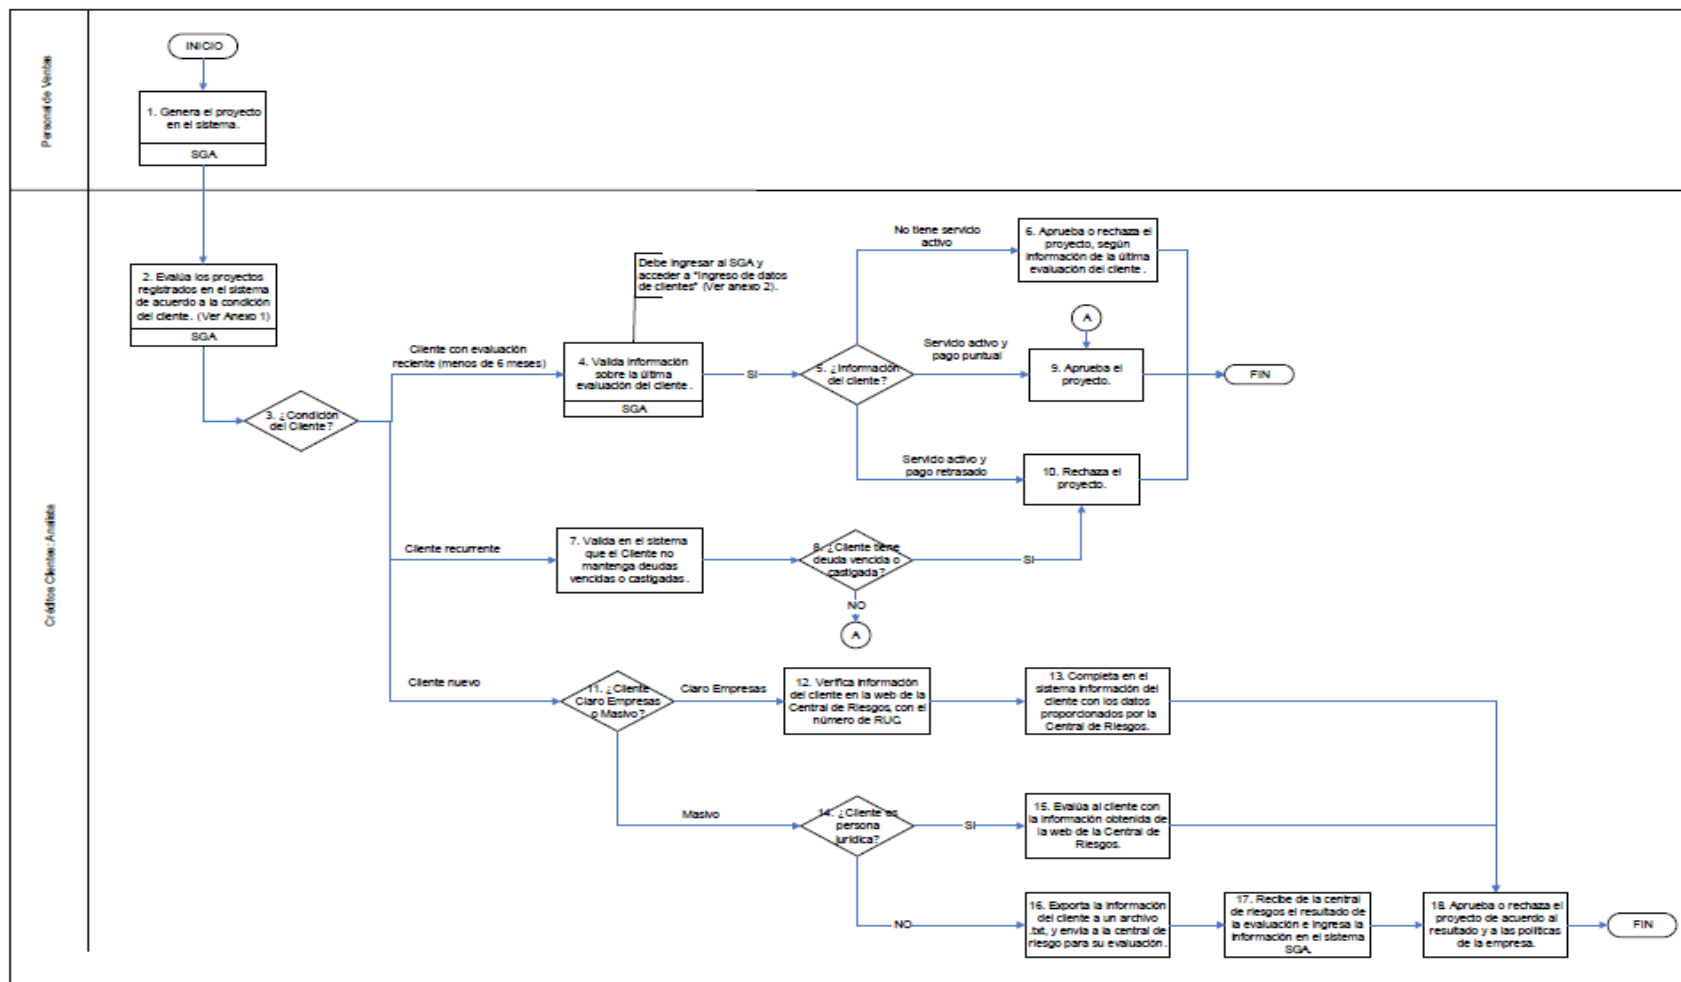 Personal de Ventas
INICIO
1. Genera el proyecto
en el sistema.
SGA
Créditos Clientes: Analista
2. Evalúa los proyectos
registrados en el sistema
de acuerdo a la condición
del cliente. (Ver Anexo 1)
SGA
3. ¿Condición
del Cliente?
Cliente con evaluación
reciente (menos de 6 meses)
Debe ingresar al SGA y
acceder a "Ingreso de datos
de clientes" (Ver anexo 2).
4. Valida información
sobre la última
evaluación del cliente.
SGA
SI
5. ¿Información
del cliente?
No tiene servicio
activo
6. Aprueba o rechaza el
proyecto, según
información de la última
evaluación del cliente.
A
Servicio activo y
pago puntual
9. Aprueba el
proyecto.
FIN
Servicio activo y
pago retrasado
10. Rechaza el
proyecto.
Cliente recurrente
7. Valida en el sistema
que el Cliente no
mantenga deudas
vencidas o castigadas.
8. ¿Cliente tiene
deuda vencida o
castigada?
SI
NO
A
Cliente nuevo
11. ¿Cliente
Claro Empresas
o Masivo?
Claro Empresas
12. Verifica información
del cliente en la web de la
Central de Riesgos, con el
número de RUC
13. Completa en el
sistema información del
cliente con los datos
proporcionados por la
Central de Riesgos.
Masivo
14. ¿Cliente es
persona
jurídica?
SI
15. Evalúa al cliente con
la información obtenida de
la web de la Central de
Riesgos.
NO
16. Exporta la información
del cliente a un archivo
.txt, y envía a la central de
riesgo para su evaluación.
17. Recibe de la central
de riesgos el resultado de
la evaluación e ingresa la
información en el sistema
SGA.
18. Aprueba o rechaza el
proyecto de acuerdo al
resultado y a las políticas
de la empresa.
FIN